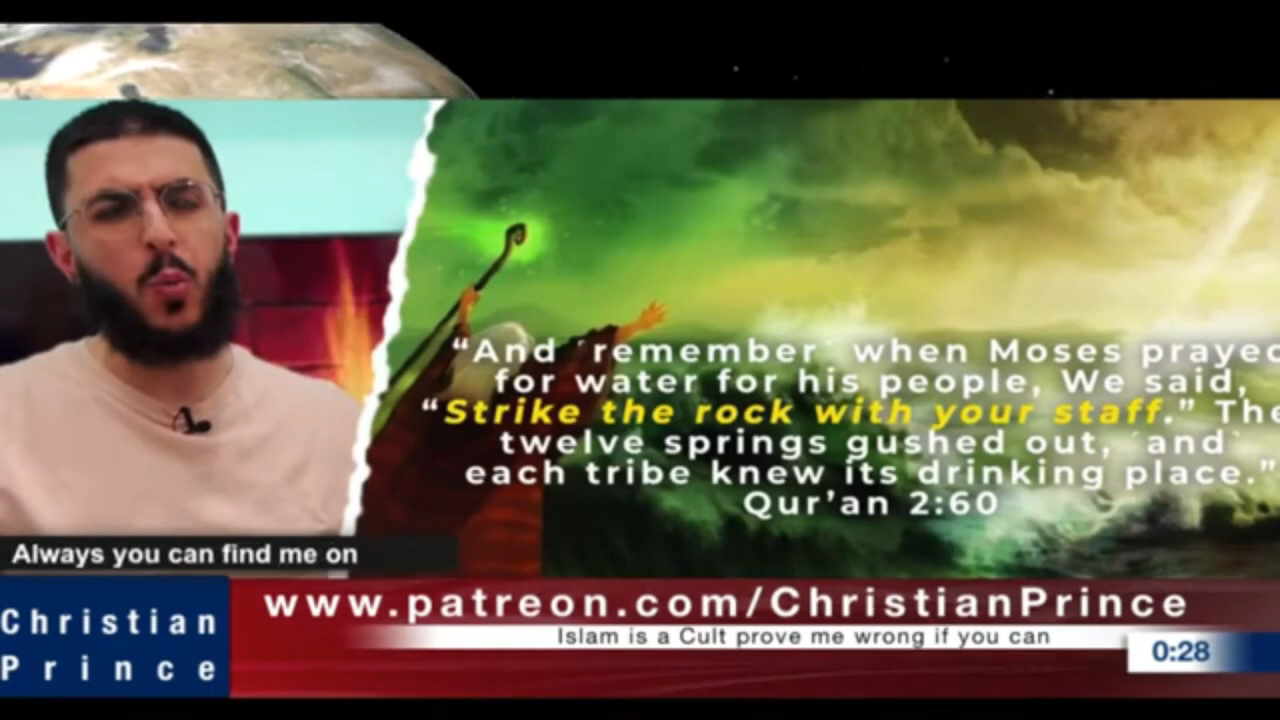 “And ˹remember˺ when Moses prayed
for water for his people, We said,
“Strike the rock with your staff.”
twelve springs gushed out, ˹and˺
each tribe knew its drinking place.”
Qur’an 2:60
Always you can find me on
Christian
Prince
www.patreon.com/ChristianPrince
Islam is a Cult prove me wrong if you can
0:28